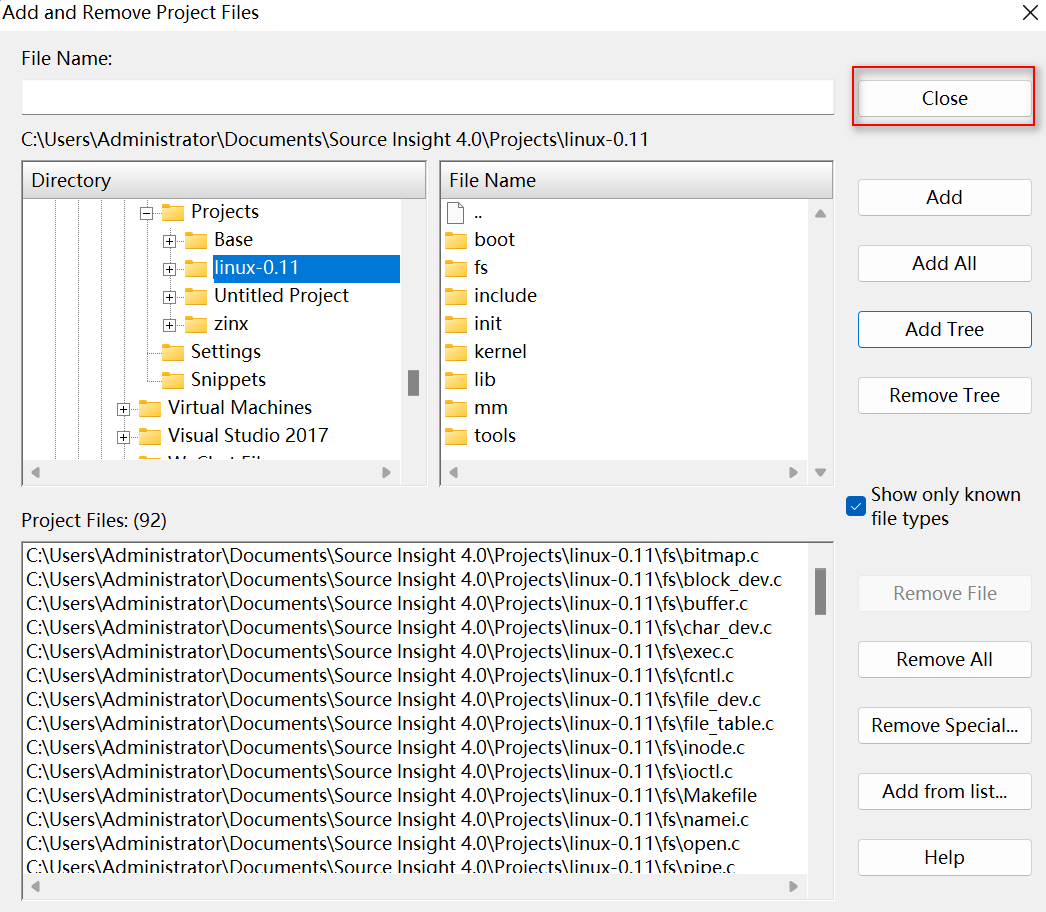 Add and Remove Project Files
File Name:
Close
C:\Users\Administrator\Documents\Source Insight 4.0\Projects\linux-0.11
Directory
Projects
Base
linux-0.11
Untitled Project
zinx
Settings
Snippets
Virtual Machines
Visual Studio 2017
File Name
..
boot
fs
include
init
kernel
lib
mm
tools
Add
Add All
Add Tree
Remove Tree
Show only known
file types
Project Files: (92)
C:\Users\Administrator\Documents\Source Insight 4.0\Projects\linux-0.11\fs\bitmap.c
C:\Users\Administrator\Documents\Source Insight 4.0\Projects\linux-0.11\fs\block_dev.c
C:\Users\Administrator\Documents\Source Insight 4.0\Projects\linux-0.11\fs\buffer.c
C:\Users\Administrator\Documents\Source Insight 4.0\Projects\linux-0.11\fs\char_dev.c
C:\Users\Administrator\Documents\Source Insight 4.0\Projects\linux-0.11\fs\exec.c
C:\Users\Administrator\Documents\Source Insight 4.0\Projects\linux-0.11\fs\fcntl.c
C:\Users\Administrator\Documents\Source Insight 4.0\Projects\linux-0.11\fs\file_dev.c
C:\Users\Administrator\Documents\Source Insight 4.0\Projects\linux-0.11\fs\file_table.c
C:\Users\Administrator\Documents\Source Insight 4.0\Projects\linux-0.11\fs\inode.c
C:\Users\Administrator\Documents\Source Insight 4.0\Projects\linux-0.11\fs\ioctl.c
C:\Users\Administrator\Documents\Source Insight 4.0\Projects\linux-0.11\fs\Makefile
C:\Users\Administrator\Documents\Source Insight 4.0\Projects\linux-0.11\fs\namei.c
C:\Users\Administrator\Documents\Source Insight 4.0\Projects\linux-0.11\fs\open.c
C:\Users\Administrator\Documents\Source Insight 4.0\Projects\linux-0.11\fs\pipe.c
Remove File
Remove All
Remove Special...
Add from list...
Help